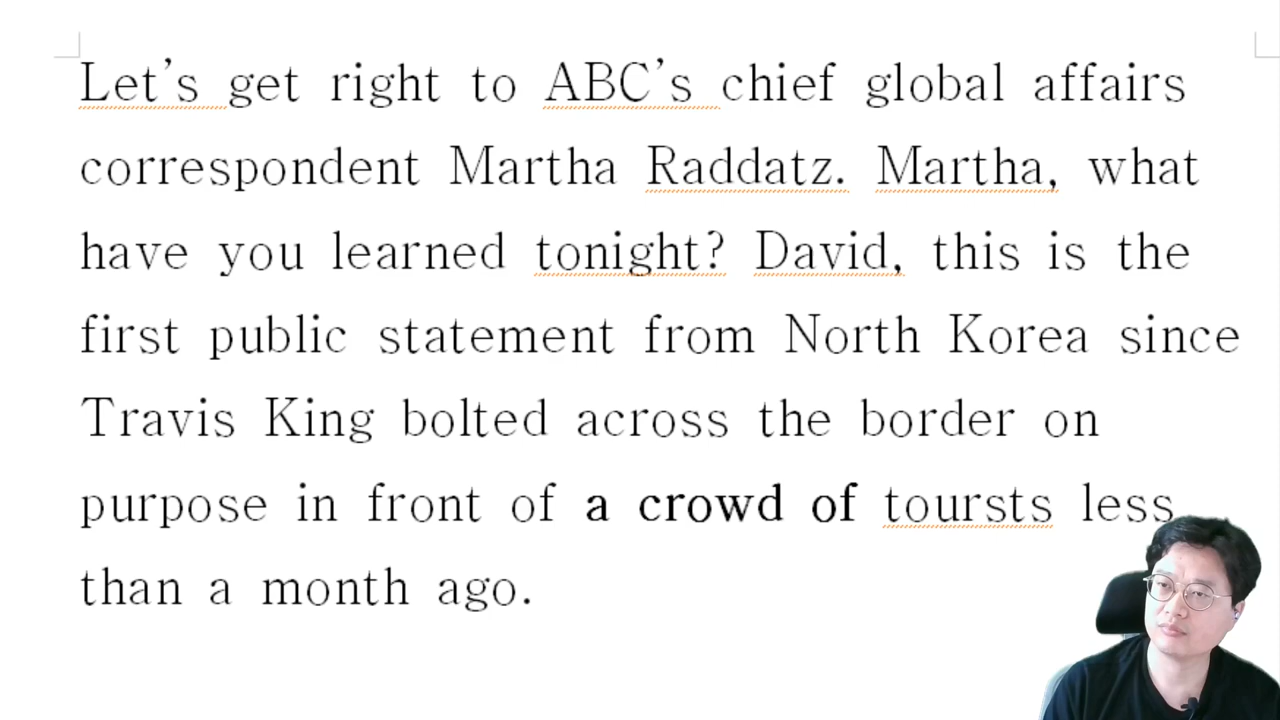 Let’s get right to ABC’s chief global affairs
correspondent Martha Raddatz. Martha, what
have you learned tonight? David, this is the
first public statement from North Korea since
Travis King bolted across the border on
purpose in front of a crowd of toursts less
than a month ago.